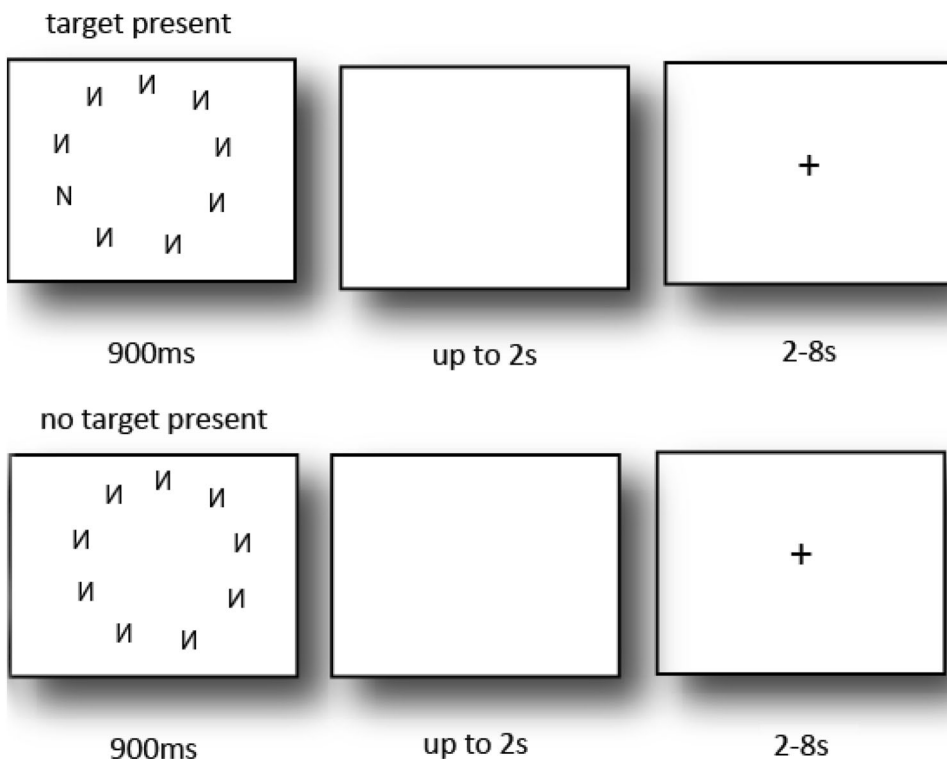 target present
И И И
И И
N И
И И
+
900ms up to 2s 2-8s
no target present
И И И
И И
И И
И И
+
900ms up to 2s 2-8s